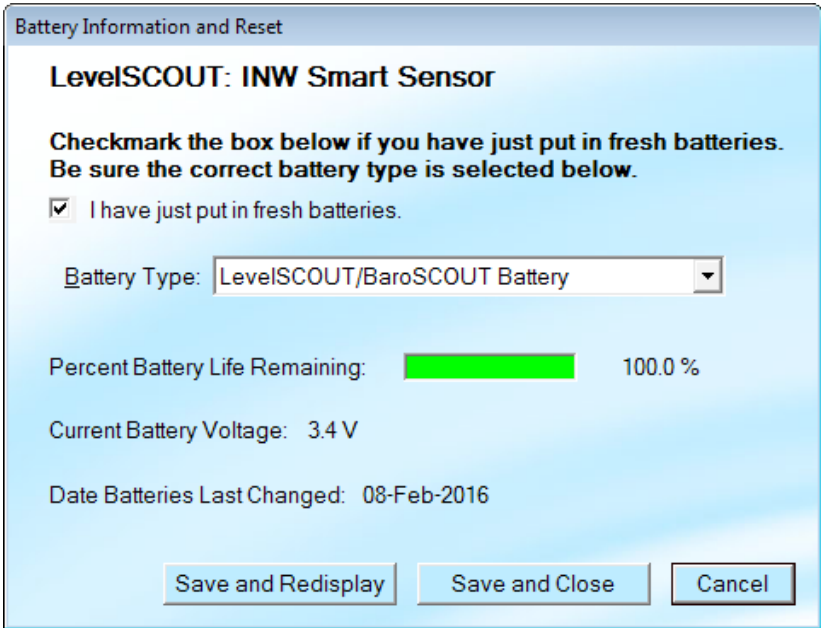 Battery Information and Reset
LevelSCOUT: INW Smart Sensor
Checkmark the box below if you have just put in fresh batteries.
Be sure the correct battery type is selected below.
I have just put in fresh batteries.
Battery Type: LevelSCOUT/BaroSCOUT Battery
Percent Battery Life Remaining: 100.0 %
Current Battery Voltage: 3.4 V
Date Batteries Last Changed: 08-Feb-2016
Save and Redisplay Save and Close Cancel